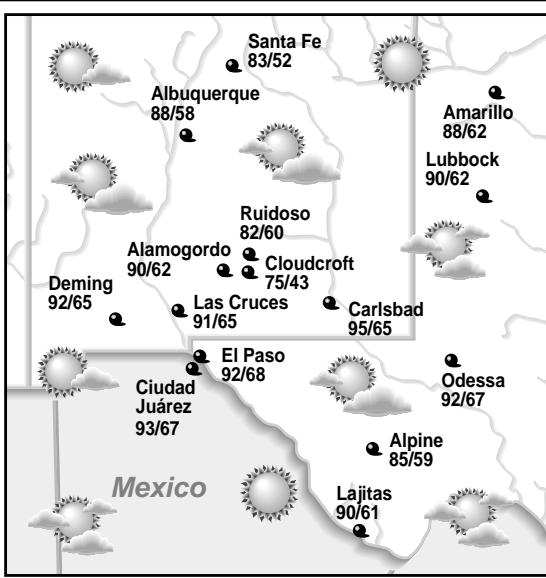 Santa Fe
83/52
Albuquerque
88/58
Amarillo
88/62
Lubbock
90/62
Ruidoso
82/60
Alamogordo
90/62
Cloudcroft
75/43
Deming
92/65
Las Cruces
91/65
Carlsbad
95/65
El Paso
92/68
Ciudad
Juárez
93/67
Odessa
92/67
Alpine
85/59
Mexico
Lajitas
90/61